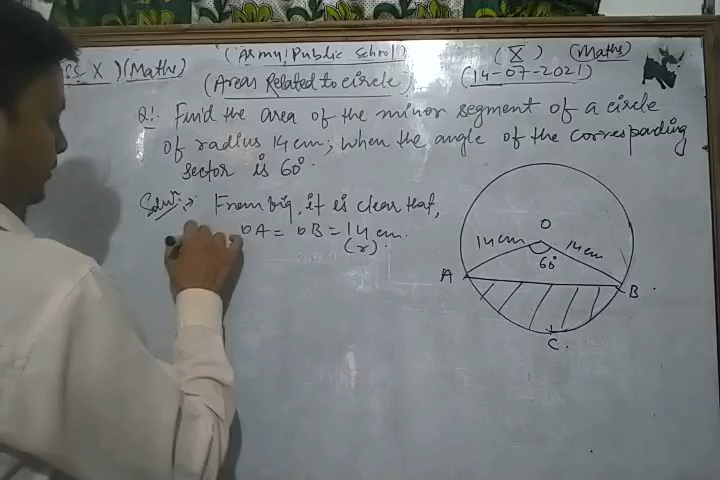 (Army Public School)
(X) (Maths)
X) (Maths)
(Areas Related to circle)
(14-07-2021)
Q1. Find the area of the minor segment of a circle
of radius 14 cm; when the angle of the corresponding
sector is 60°.
Solun :→ From fig, it is clear that,
OA = OB = 14 cm.
(r).
O
14 cm 14 cm
60°
A B
C.